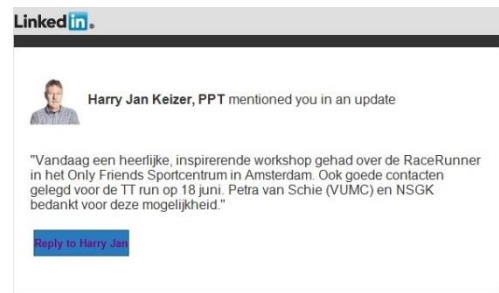 Linked in.
Harry Jan Keizer, PPT mentioned you in an update
"Vandaag een heerlijke, inspirerende workshop gehad over de RaceRunner
in het Only Friends Sportcentrum in Amsterdam. Ook goede contacten
gelegd voor de TT run op 18 juni. Petra van Schie (VUMC) en NSGK
bedankt voor deze mogelijkheid."
Reply to Harry Jan